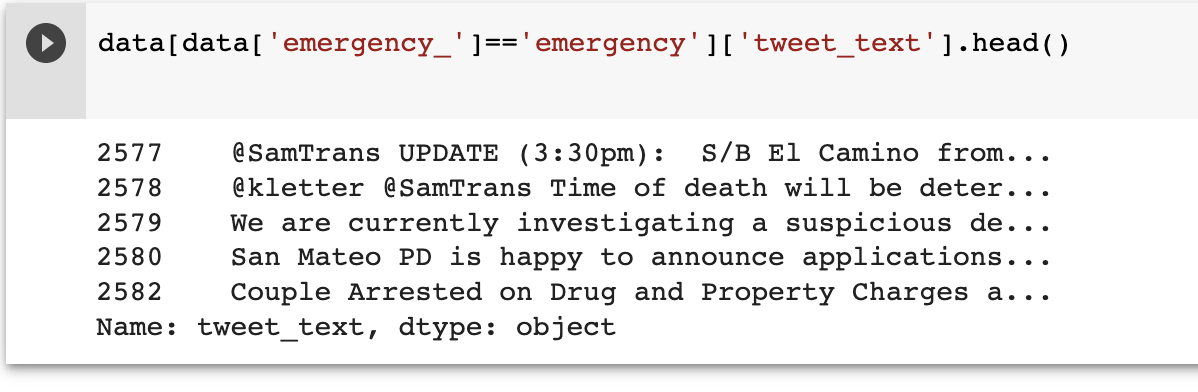 data[data['emergency_']=='emergency']['tweet_text'].head()
2577    @SamTrans UPDATE (3:30pm):  S/B El Camino from...
2578    @kletter @SamTrans Time of death will be deter...
2579    We are currently investigating a suspicious de...
2580    San Mateo PD is happy to announce applications...
2582    Couple Arrested on Drug and Property Charges a...
Name: tweet_text, dtype: object